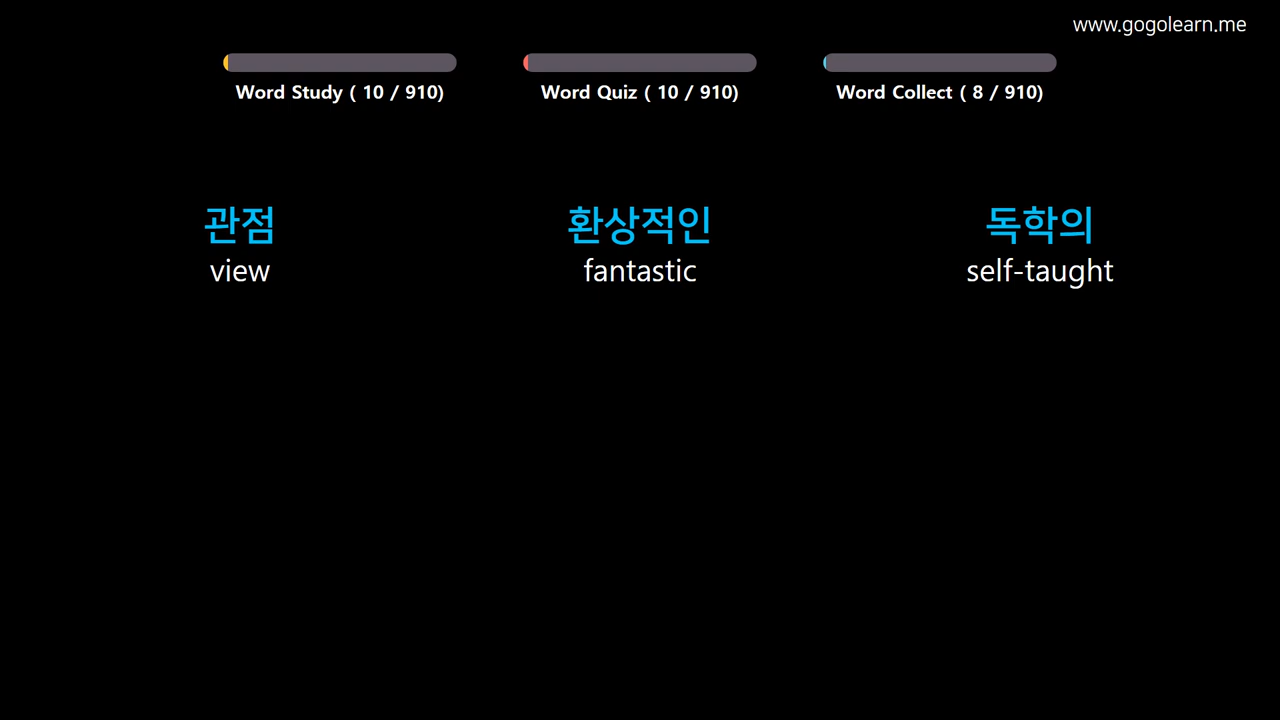 www.gogolearn.me
Word Study ( 10 / 910)
Word Quiz ( 10 / 910)
Word Collect ( 8 / 910)
관점
환상적인
독학의
view
fantastic
self-taught